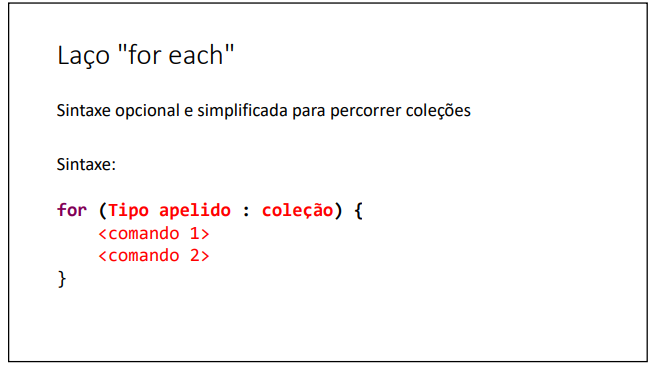 Laço "for each"
Sintaxe opcional e simplificada para percorrer coleções
Sintaxe:
for (Tipo apelido : coleção) {
<comando 1>
<comando 2>
}